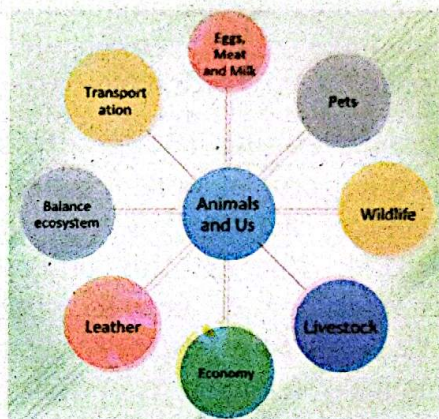 Eggs,
Meat
and Milk
Pets
Wildlife
Livestock
Economy
Leather
Balance
ecosystem
Transport
ation
Animals
and Us